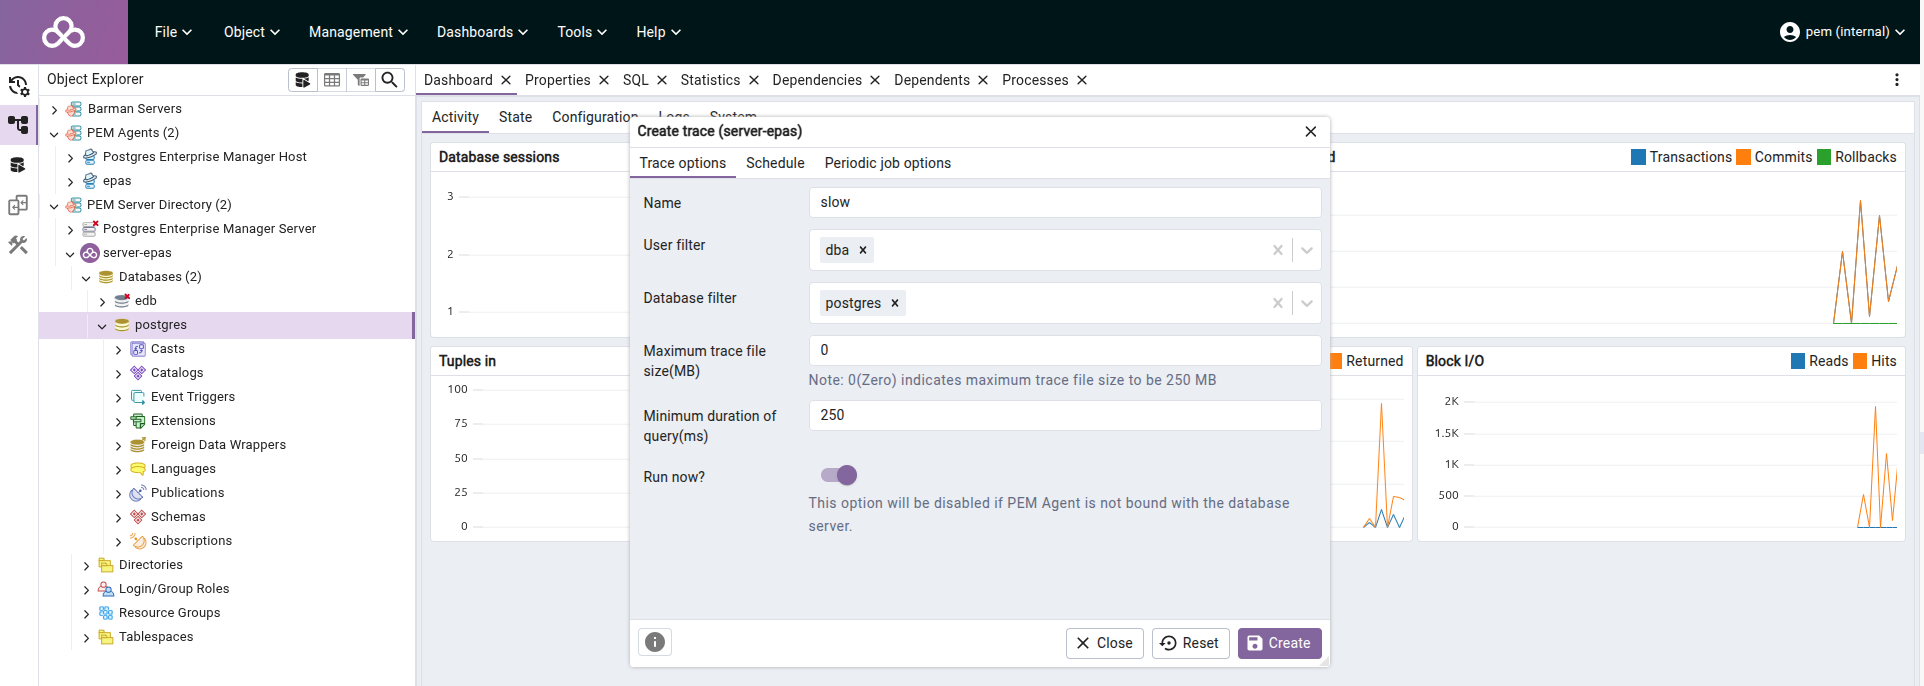 File Object Management Dashboards Tools Help pem (internal)
Object Explorer
Dashboard Properties SQL Statistics Dependencies Dependents Processes
Barman Servers
PEM Agents (2)
Postgres Enterprise Manager Host
epas
PEM Server Directory (2)
Postgres Enterprise Manager Server
server-epas
Databases (2)
edb
postgres
Casts
Catalogs
Event Triggers
Extensions
Foreign Data Wrappers
Languages
Publications
Schemas
Subscriptions
Directories
Login/Group Roles
Resource Groups
Tablespaces
Activity State Configuration Logs System
Database sessions
3
2
1
Transactions Commits Rollbacks
Tuples in
100
75
50
25
0
Returned
Block I/O Reads Hits
2K
1.5K
1K
500
0
Create trace (server-epas)
Trace options Schedule Periodic job options
Name slow
User filter dba
Database filter postgres
Maximum trace file
size(MB)
0
Note: 0(Zero) indicates maximum trace file size to be 250 MB
Minimum duration of
query(ms)
250
Run now?
This option will be disabled if PEM Agent is not bound with the database
server.
Close Reset Create